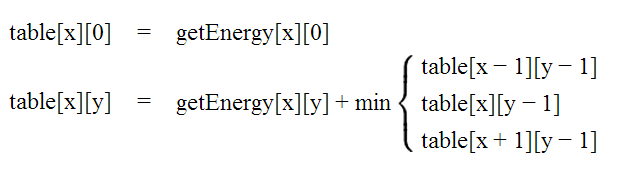 table[x][0] = getEnergy[x][0]
table[x − 1][y − 1]
table[x][y] = getEnergy[x][y] + min { table[x][y − 1]
table[x + 1][y − 1]